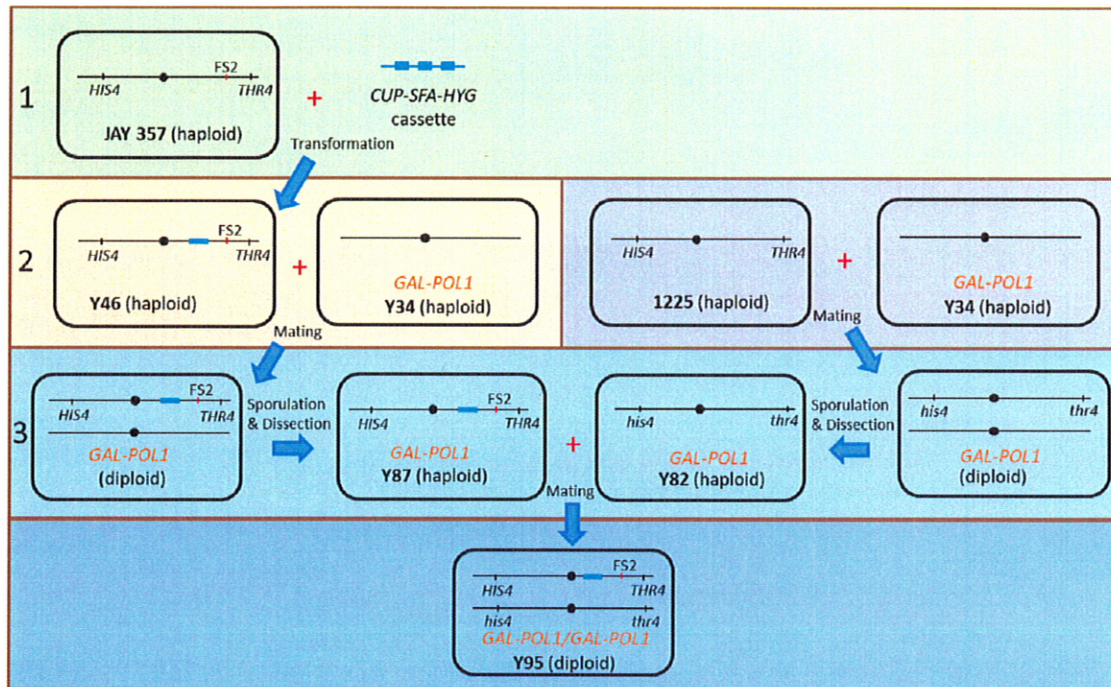 1
FS2
HIS4
THR4
JAY 357 (haploid)
+
CUP-SFA-HYG
cassette
Transformation
2
FS2
HIS4
THR4
Y46 (haploid)
+
GAL-POL1
Y34 (haploid)
Mating
HIS4
THR4
1225 (haploid)
+
GAL-POL1
Y34 (haploid)
Mating
3
FS2
HIS4
THR4
GAL-POL1
(diploid)
Sporulation
& Dissection
FS2
HIS4
THR4
GAL-POL1
Y87 (haploid)
+
Mating
his4
thr4
GAL-POL1
Y82 (haploid)
Sporulation
& Dissection
his4
thr4
GAL-POL1
(diploid)
FS2
HIS4
THR4
his4
thr4
GAL-POL1/GAL-POL1
Y95 (diploid)